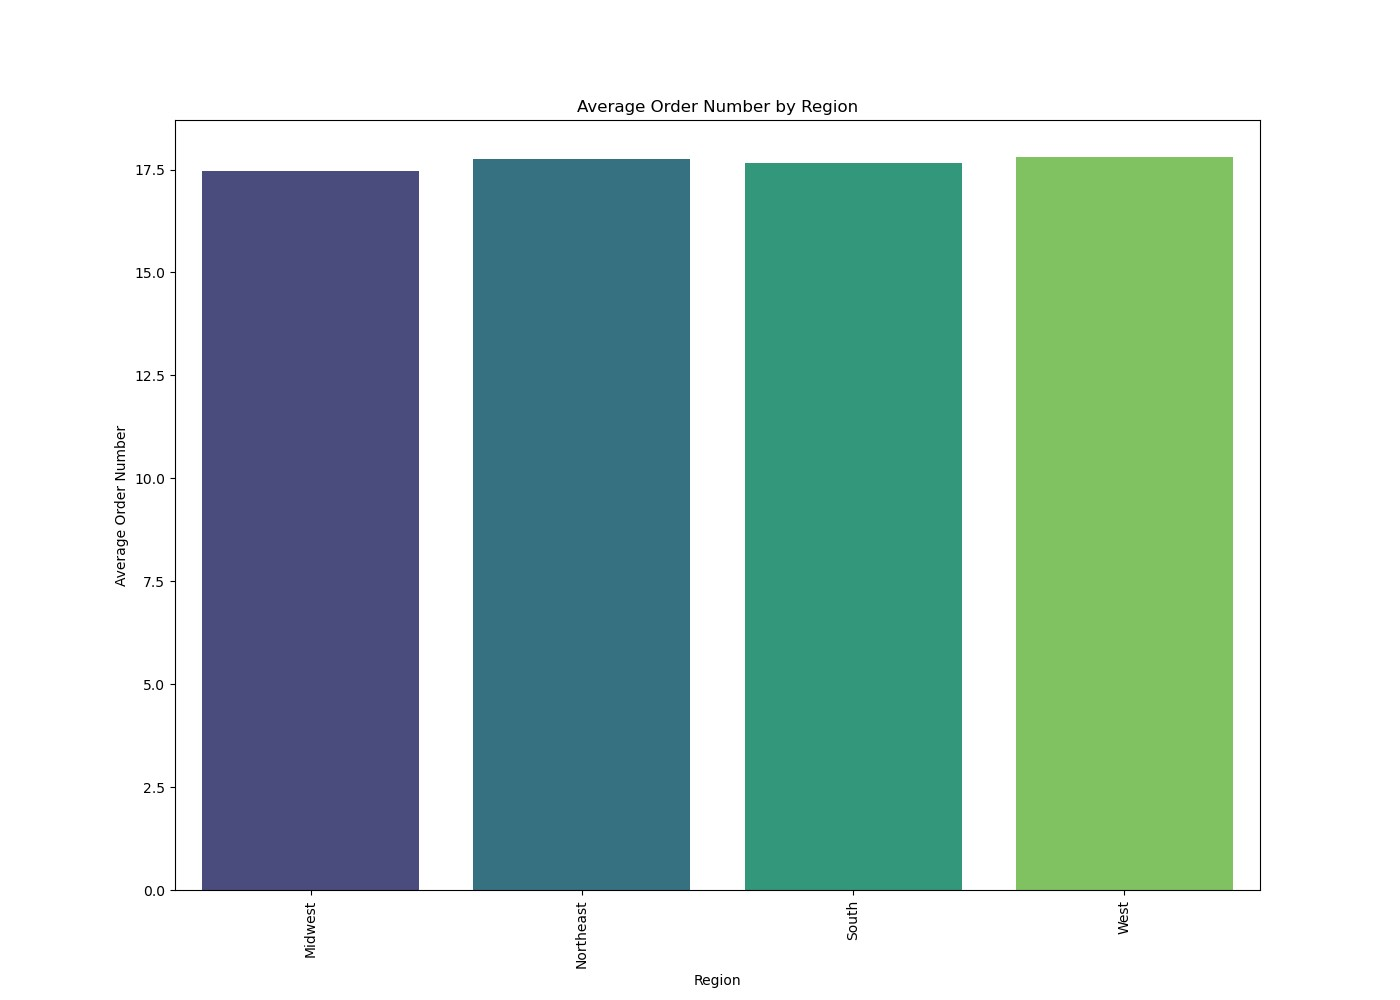 Average Order Number by Region
17.5
15.0
12.5
10.0
7.5
5.0
2.5
0.0
Average Order Number
Midwest
Northeast
South
West
Region